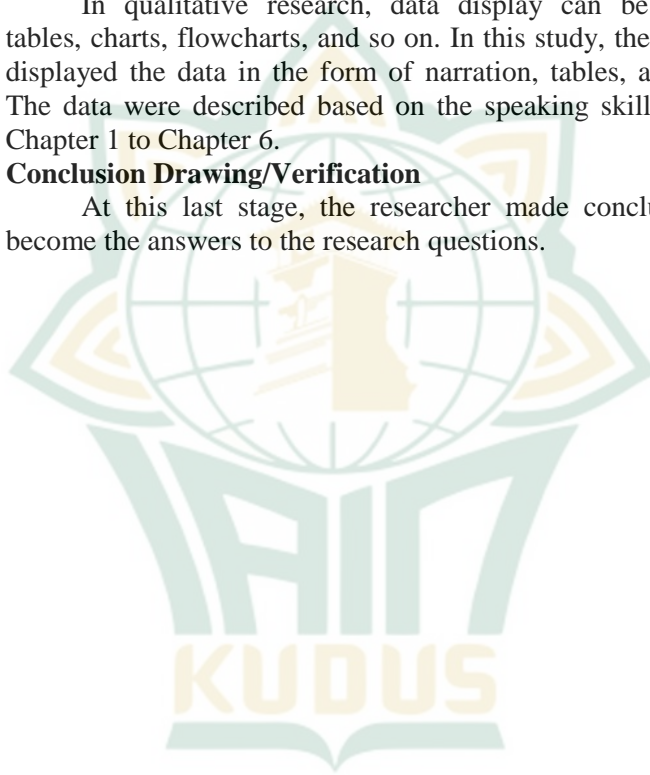 In qualitative research, data display can be
tables, charts, flowcharts, and so on. In this study, the
displayed the data in the form of narration, tables, a
The data were described based on the speaking skill
Chapter 1 to Chapter 6.
Conclusion Drawing/Verification
At this last stage, the researcher made conclu
become the answers to the research questions.
IAIN
KUDUS